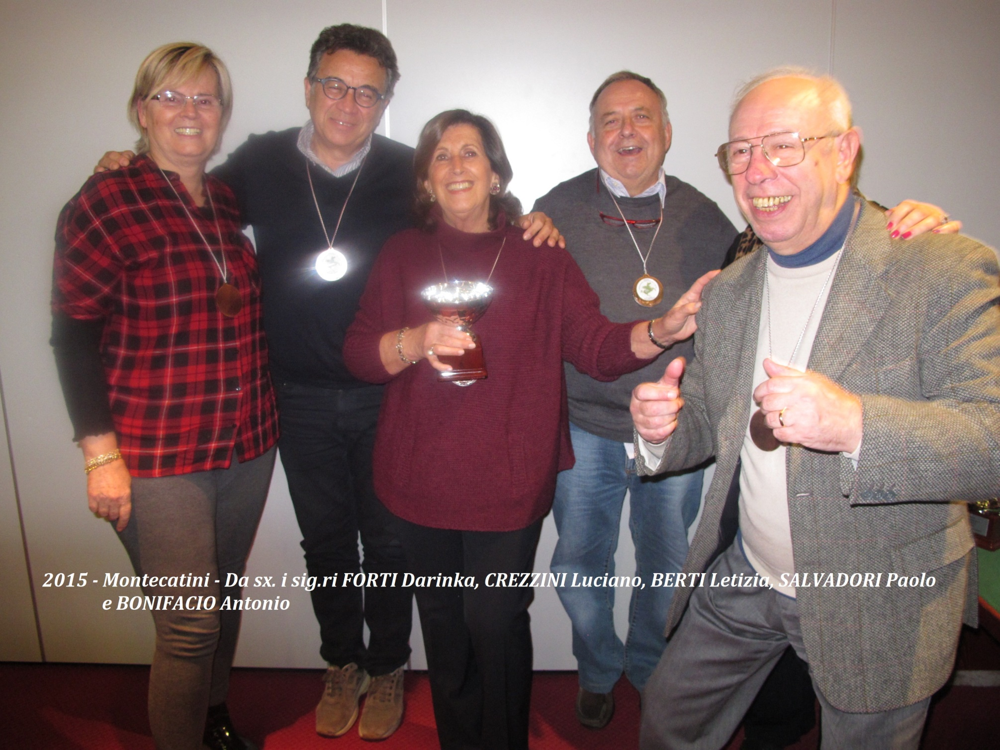 2015 - Montecatini - Da sx. i sig.ri FORTI Darinka, CREZZINI Luciano, BERTI Letizia, SALVADORI Paolo
e BONIFACIO Antonio